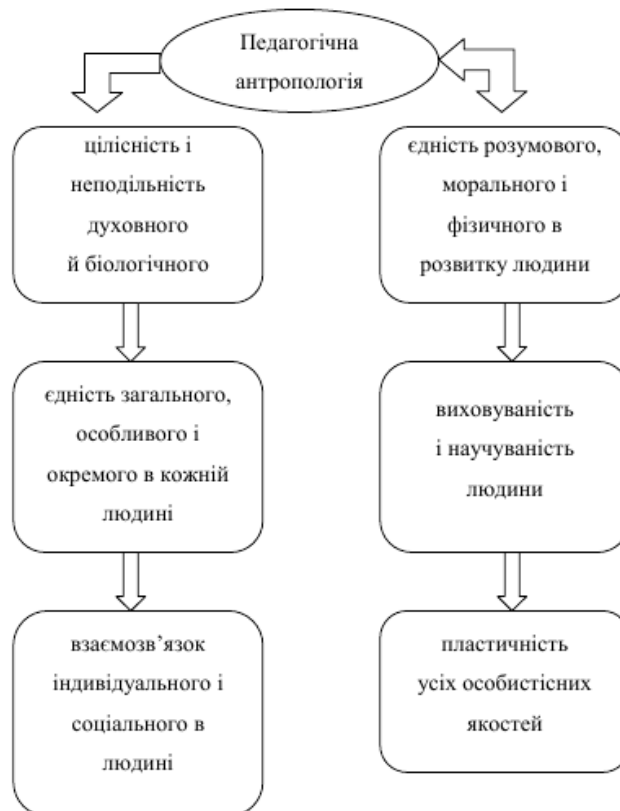 Педагогічна
антропологія
цілісність і
неподільність
духовного
й біологічного
єдність розумового,
морального і
фізичного в
розвитку людини
єдність загального,
особливого і
окремого в кожній
людині
виховуваність
і научуваність
людини
взаємозв’язок
індивідуального і
соціального в
людині
пластичність
усіх особистісних
якостей